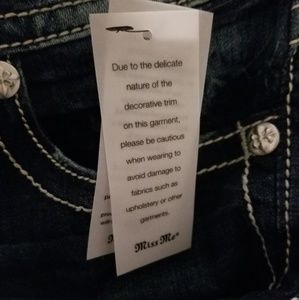 Due to the delicate
nature of the
decorative trim
on this garment,
please be cautious
when wearing to
avoid damage to
fabrics such as
upholstery or other
garments.
Miss Me®